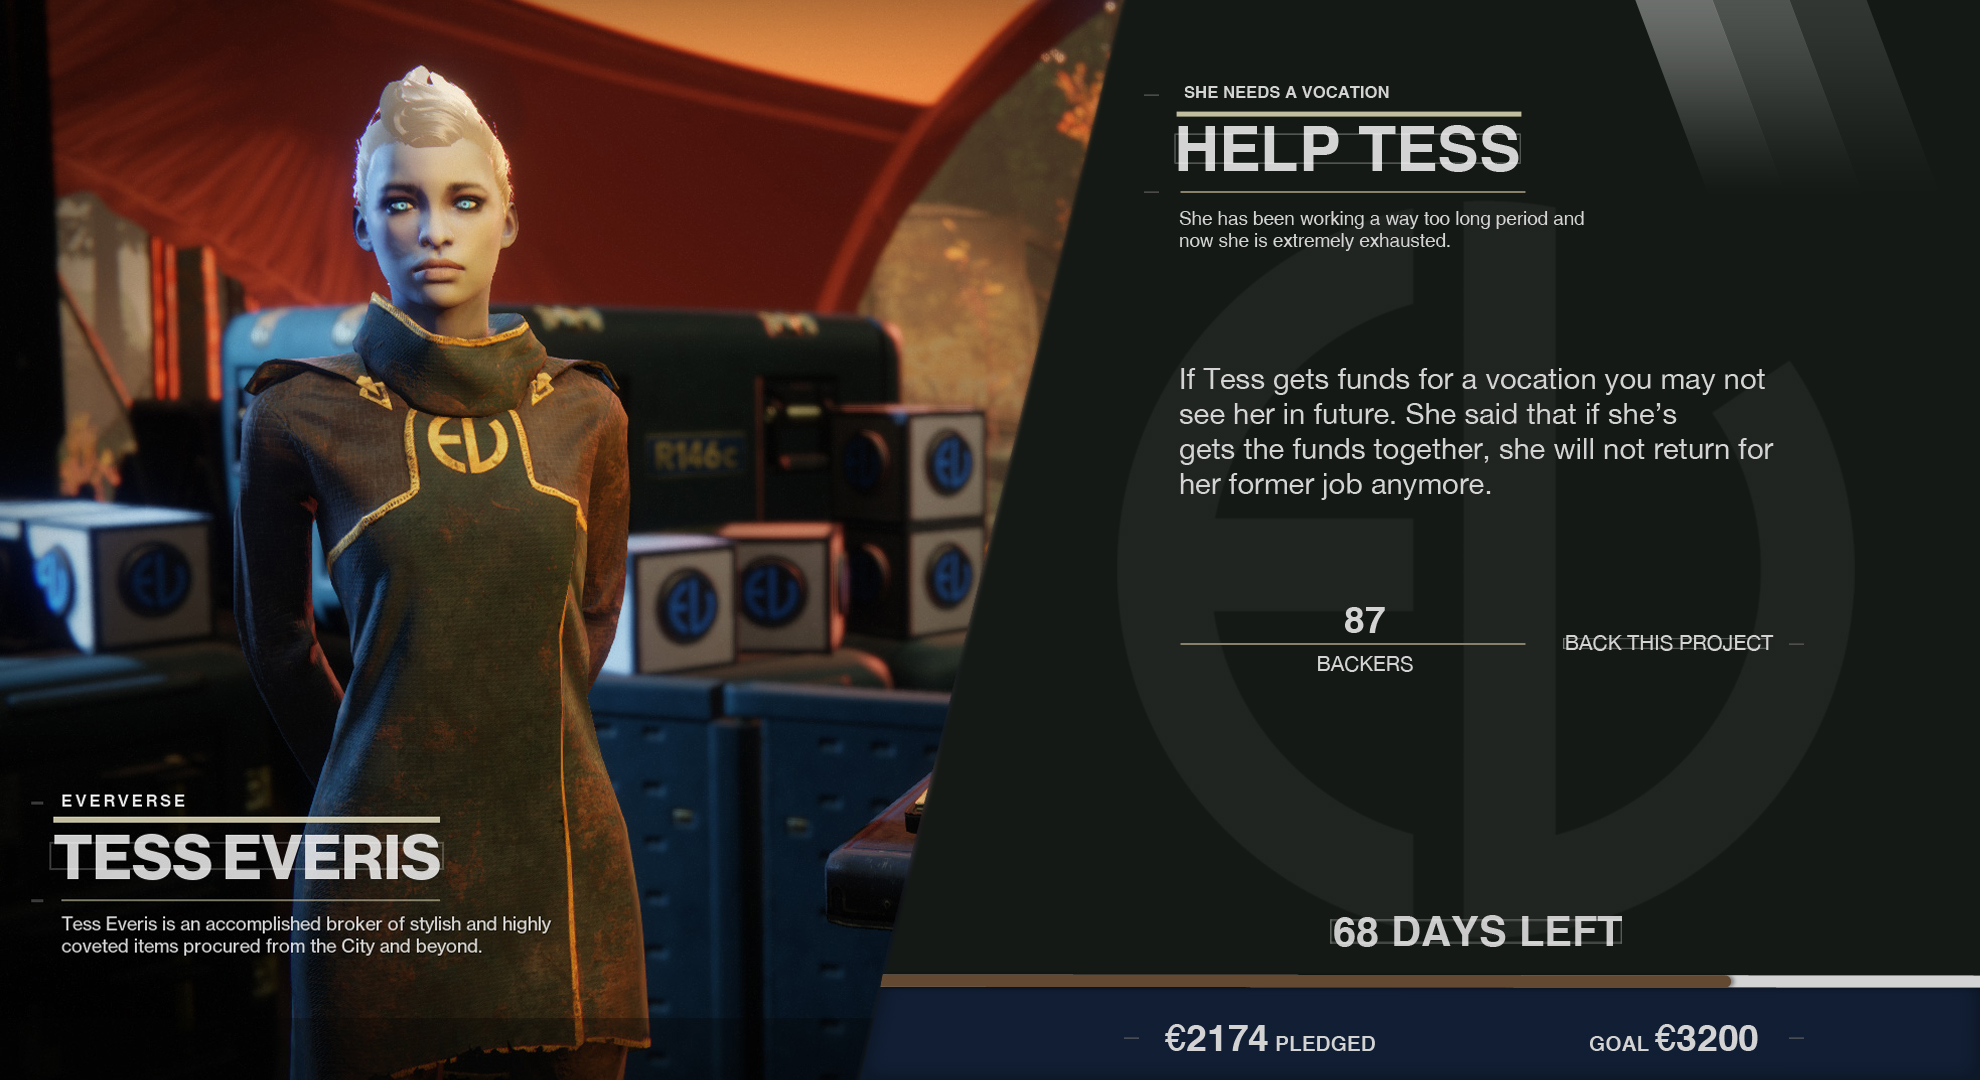 SHE NEEDS A VOCATION
HELP TESS
She has been working a way too long period and
now she is extremely exhausted.
If Tess gets funds for a vocation you may not
see her in future. She said that if she’s
gets the funds together, she will not return for
her former job anymore.
87
BACKERS
BACK THIS PROJECT
68 DAYS LEFT
€2174 PLEDGED
GOAL €3200
EVERVERSE
TESS EVERIS
Tess Everis is an accomplished broker of stylish and highly
coveted items procured from the City and beyond.
R146c
EV